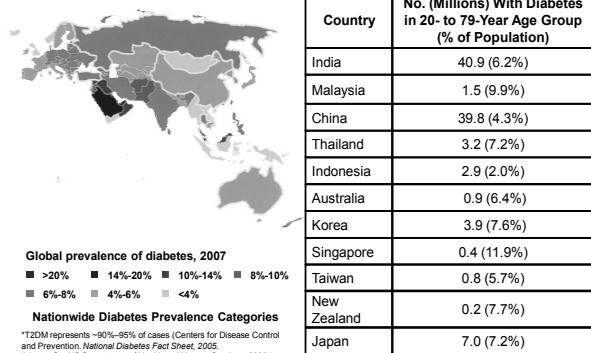 Global prevalence of diabetes, 2007
>20% 14%-20% 10%-14% 8%-10%
6%-8% 4%-6% <4%
Nationwide Diabetes Prevalence Categories
*T2DM represents ~90%–95% of cases (Centers for Disease Control
and Prevention. National Diabetes Fact Sheet, 2005.
Country
No. (Millions) With Diabetes
in 20- to 79-Year Age Group
(% of Population)
India 40.9 (6.2%)
Malaysia 1.5 (9.9%)
China 39.8 (4.3%)
Thailand 3.2 (7.2%)
Indonesia 2.9 (2.0%)
Australia 0.9 (6.4%)
Korea 3.9 (7.6%)
Singapore 0.4 (11.9%)
Taiwan 0.8 (5.7%)
New
Zealand 0.2 (7.7%)
Japan 7.0 (7.2%)